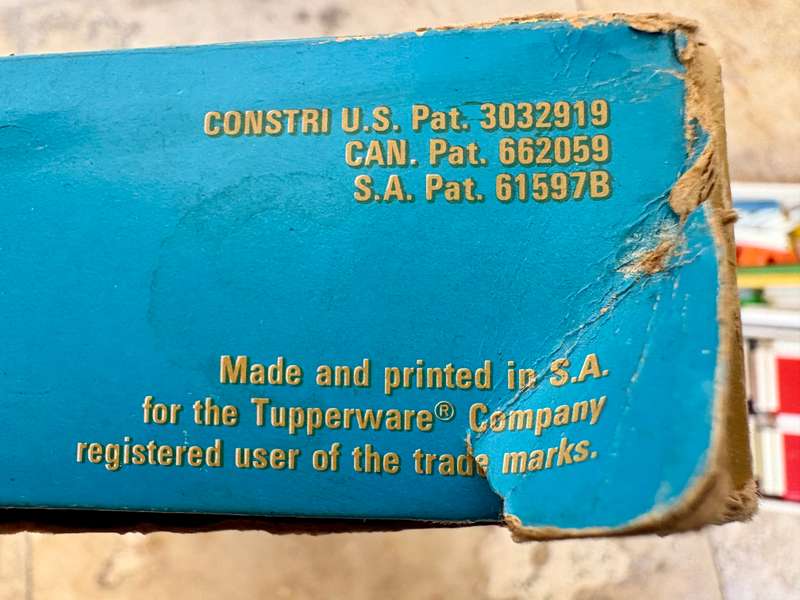 CONSTRI U.S. Pat. 3032919
CAN. Pat. 662059
S.A. Pat. 61597B
Made and printed in S.A.
for the Tupperware® Company
registered user of the trade marks.